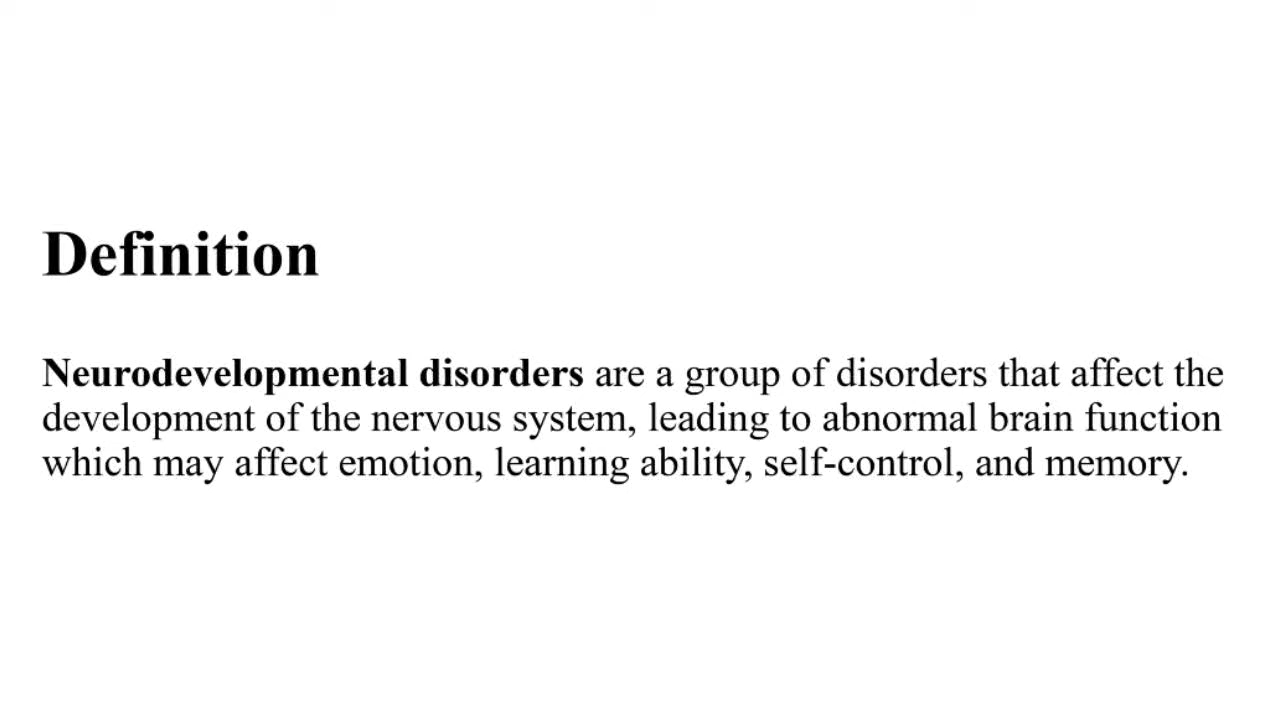 Definition
Neurodevelopmental disorders are a group of disorders that affect the
development of the nervous system, leading to abnormal brain function
which may affect emotion, learning ability, self-control, and memory.